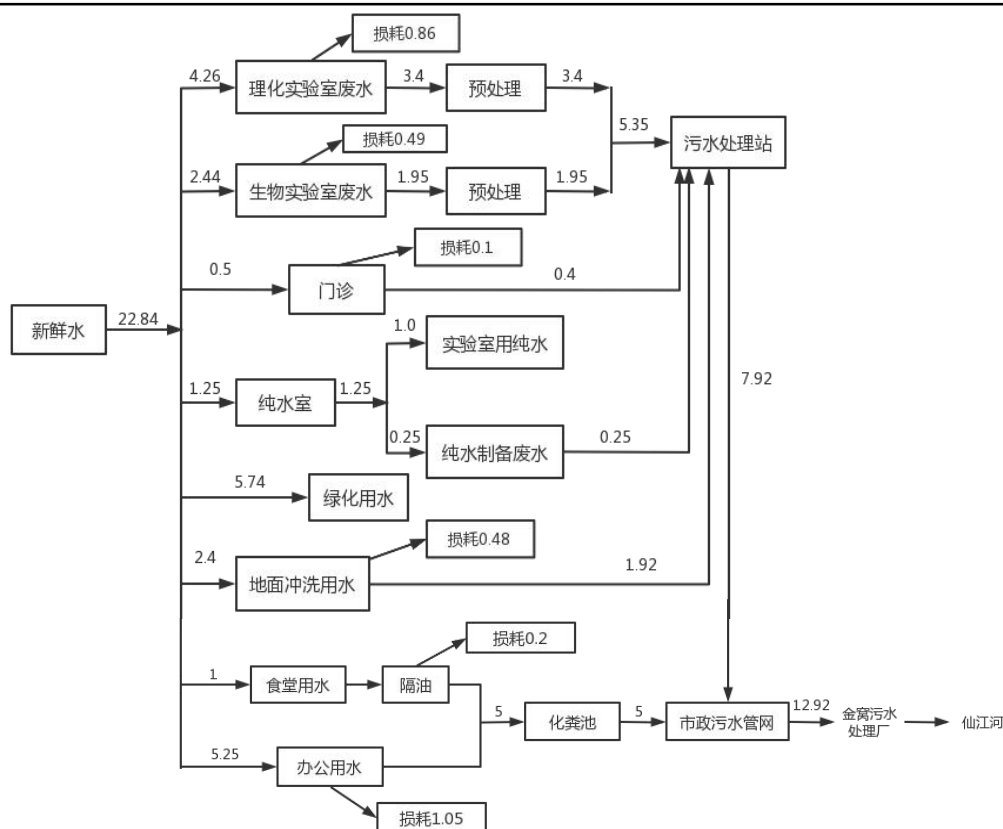 损耗0.86
4.26
理化实验室废水
3.4
预处理
3.4
5.35
污水处理站
损耗0.49
2.44
生物实验室废水
1.95
预处理
1.95
损耗0.1
0.5
门诊
0.4
新鲜水
22.84
1.0
实验室用纯水
7.92
1.25
纯水室
1.25
0.25
纯水制备废水
0.25
5.74
绿化用水
损耗0.48
2.4
地面冲洗用水
1.92
损耗0.2
1
食堂用水
隔油
5
化粪池
5
市政污水管网
12.92
金窝污水
处理厂
仙江河
5.25
办公用水
损耗1.05